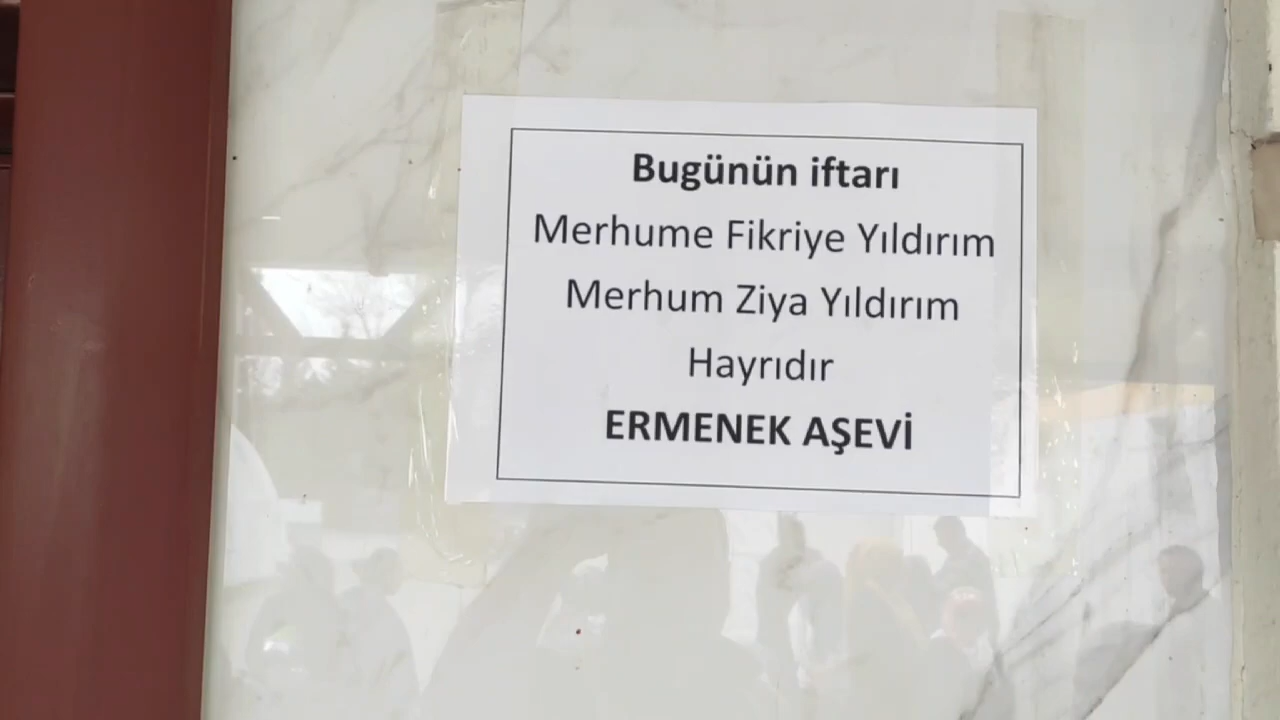 Bugünün iftarı
Merhume Fikriye Yıldırım
Merhum Ziya Yıldırım
Hayrıdır
ERMENEK AŞEVİ